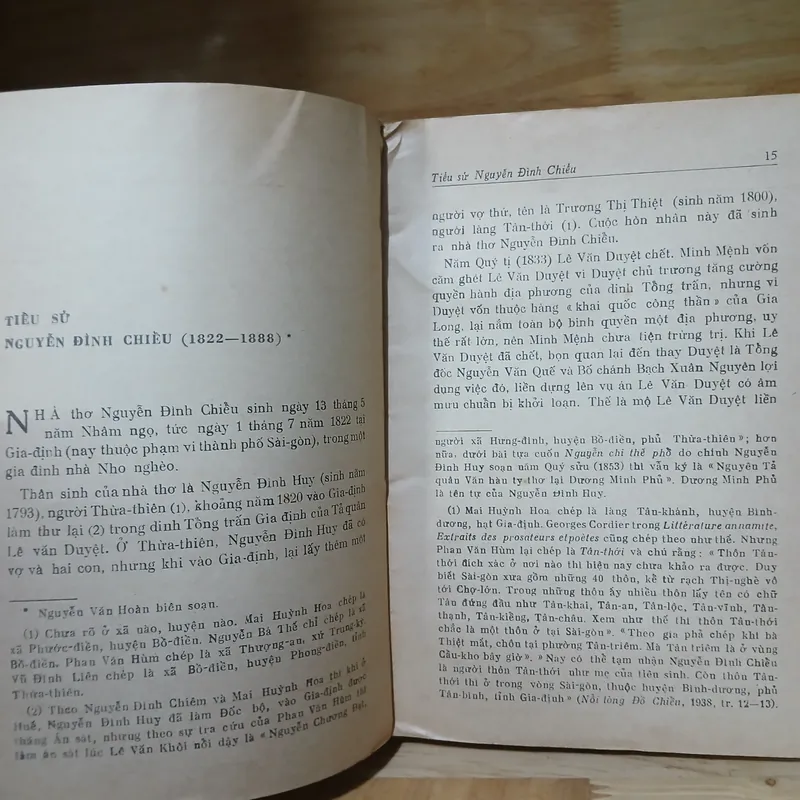 TIỂU SỬ
NGUYỄN ĐÌNH CHIỂU (1822—1888) *
NHÀ thơ Nguyễn Đình Chiểu sinh ngày 13 tháng 5
năm Nhâm ngọ, tức ngày 1 tháng 7 năm 1822 tại
Gia-định (nay thuộc phạm vi thành phố Sài-gòn), trong một
gia đình nhà Nho nghèo.
Thân sinh của nhà thơ là Nguyễn Đình Huy (sinh năm
1793), người Thừa-thiên (1), khoảng năm 1820 vào Gia-định
làm thư lại (2) trong dinh Tổng trấn Gia định của Tả quân
Lê văn Duyệt. Ở Thừa-thiên, Nguyễn Đình Huy đã có
vợ và hai con, nhưng khi vào Gia-định, lại lấy thêm một
* Nguyễn Văn Hoàn biên soạn.
(1) Chưa rõ ở xã nào, huyện nào. Mai Huỳnh Hoa chép là
xã Phước-điền, huyện Bồ-điền. Nguyễn Bá Thế chỉ chép là xã
Bồ-điền. Phan Văn Hùm chép là xã Thượng-an, xứ Trung-kỳ.
Vũ Đình Liên chép là xã Bồ-điền, huyện Phong-điền, tỉnh
Thừa-thiên.
(2) Theo Nguyễn Đình Chiêm và Mai Huỳnh Hoa thì khi ở
Huế, Nguyễn Đình Huy đã làm Đốc bộ, vào Gia-định được
thăng Án sát, nhưng theo sự tra cứu của Phan Văn Hùm thì
làm án sát lúc Lê Văn Khôi nổi dậy là « Nguyễn Chương Đạt,
Tiểu sử Nguyễn Đình Chiểu 15
người vợ thứ, tên là Trương Thị Thiệt (sinh năm 1800),
người làng Tân-thới (1). Cuộc hôn nhân này đã sinh
ra nhà thơ Nguyễn Đình Chiểu.
Năm Quý tị (1833) Lê Văn Duyệt chết. Minh Mệnh vốn
căm ghét Lê Văn Duyệt vì Duyệt chủ trương tăng cường
quyền hành địa phương của dinh Tổng trấn, nhưng vì
Duyệt vốn thuộc hàng « khai quốc công thần » của Gia
Long, lại nắm toàn bộ binh quyền một địa phương, uy
thế rất lớn, nên Minh Mệnh chưa tiện trừng trị. Khi Lê
Văn Duyệt đã chết, bọn quan lại đến thay Duyệt là Tổng
đốc Nguyễn Văn Quế và Bố chánh Bạch Xuân Nguyên lợi
dụng việc đó, liền dựng lên vụ án Lê Văn Duyệt có âm
mưu chuẩn bị khởi loạn. Thế là mộ Lê Văn Duyệt liền
người xã Hưng-đình, huyện Bồ-điền, phủ Thừa-thiên » ; hơn
nữa, dưới bài tựa cuốn Nguyễn chi thế phổ do chính Nguyễn
Đình Huy soạn năm Quý sửu (1853) thì vẫn ký là « Nguyên Tả
quân Văn hàn ty thơ lại Dương Minh Phủ ». Dương Minh Phủ
là tên tự của Nguyễn Đình Huy.
(1) Mai Huỳnh Hoa chép là làng Tân-khánh, huyện Bình-
dương, hạt Gia-định. Georges Cordier trong Littérature annamite,
Extraits des prosateurs et poètes cũng chép như thế. Nhưng
Phan Văn Hùm lại chép là Tân-thới và chú rằng : « Thôn Tân-
thới đích xác ở nơi nào thì hiện nay chưa khảo ra được. Duy
biết Sài-gòn xưa gồm những 40 thôn, kể từ rạch Thị-nghè vô
tới Chợ-lớn. Trong những thôn ấy nhiều thôn lấy tên có chữ
Tân đứng đầu như Tân-khai, Tân-an, Tân-lộc, Tân-vĩnh, Tân-
thạnh, Tân-kiểng, Tân-châu. Xem như thế thì thôn Tân-thới
chắc là một thôn ở tại Sài-gòn ». « Theo gia phả chép khi bà
Thiệt mất, chôn tại phường Tân-triêm. Mà Tân triêm là ở vùng
Cầu-kho bây giờ ». « Nay có thể tạm nhận Nguyễn Đình Chiểu
là người thôn Tân-thới như mẹ của tiên sinh. Còn thôn Tân-
thới thì ở trong vòng Sài-gòn, thuộc huyện Bình-dương, phủ
Tân-bình, tỉnh Gia-định » (Nỗi lòng Đồ Chiểu, 1938, tr. 12—13).